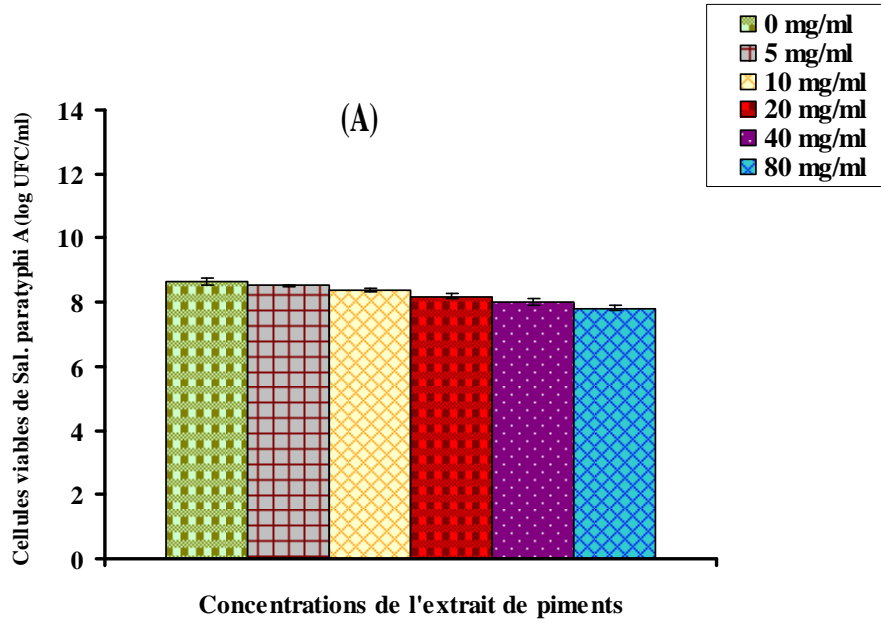 0 mg/ml
5 mg/ml
10 mg/ml
20 mg/ml
40 mg/ml
80 mg/ml
(A)
Cellules viables de Sal. paratyphi A(log UFC/ml)
14
12
10
8
6
4
2
0
Concentrations de l'extrait de piments